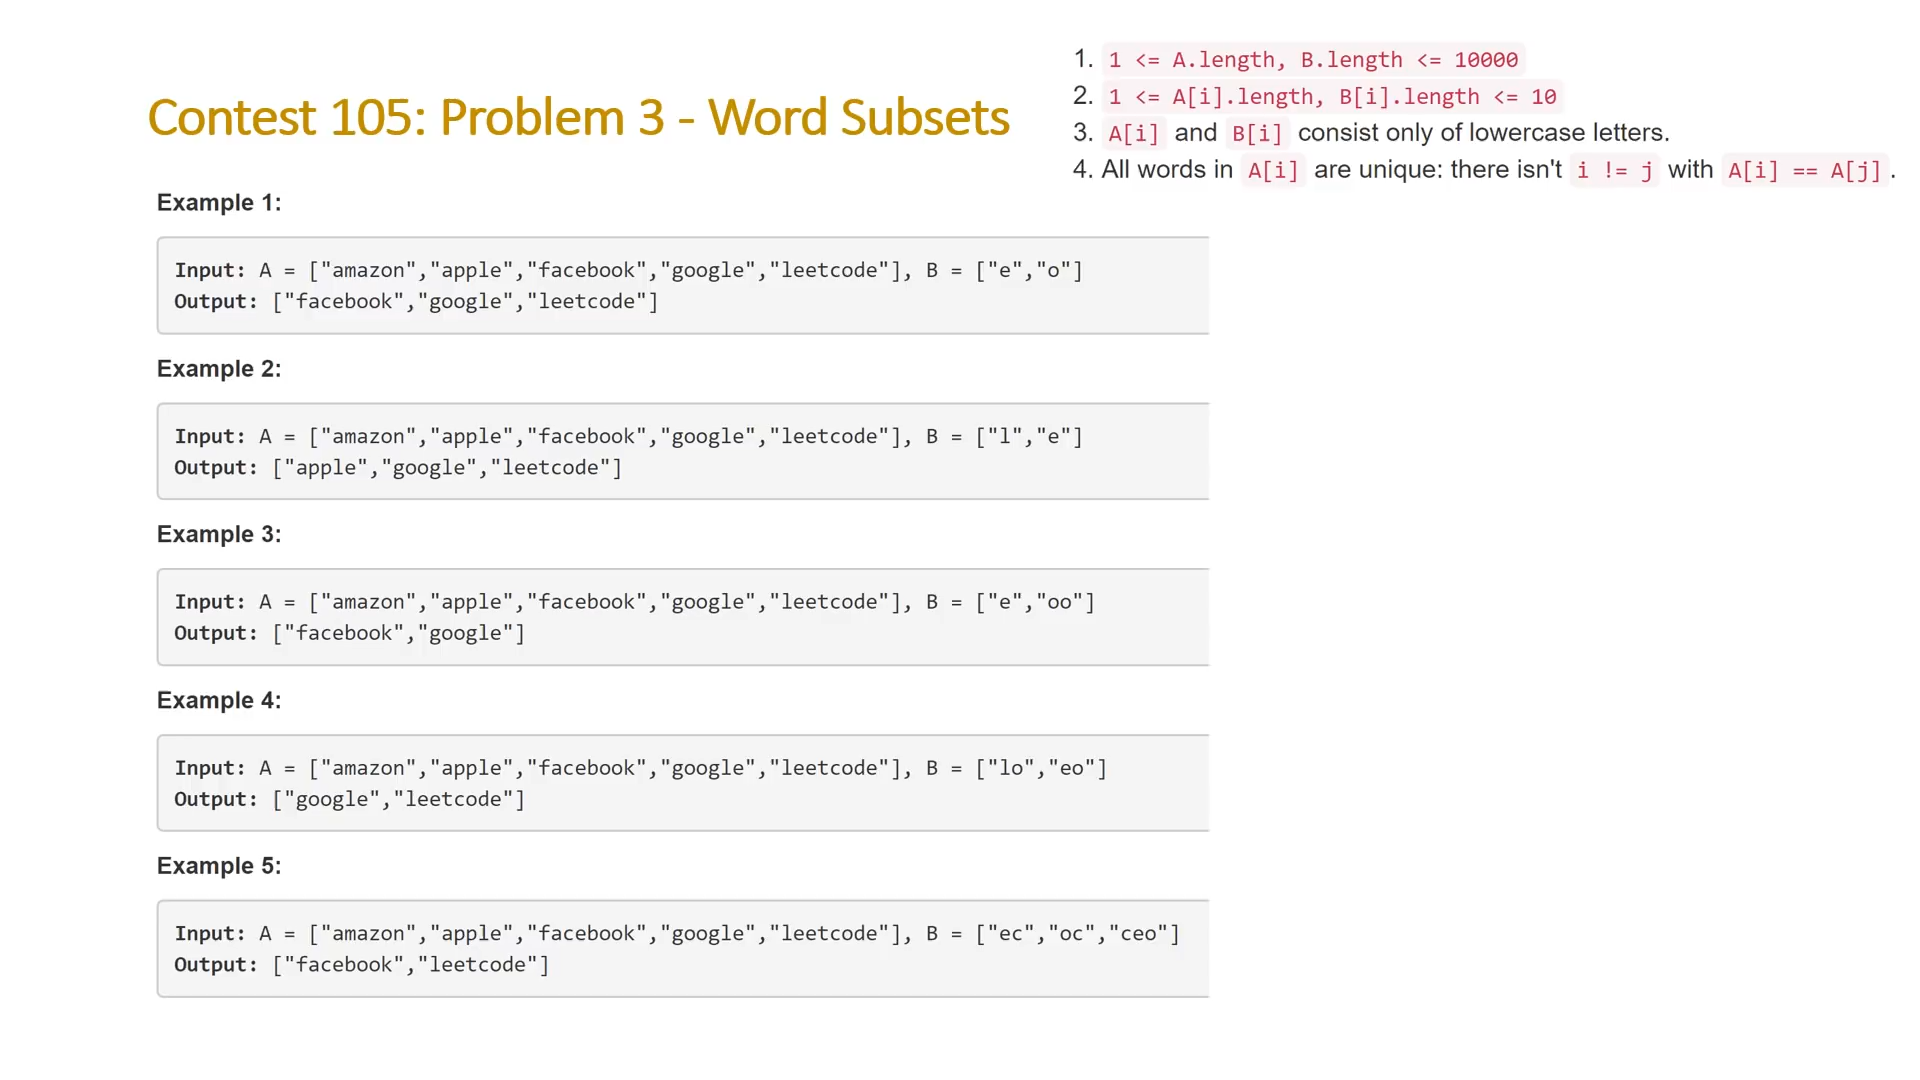 Contest 105: Problem 3 - Word Subsets
1. 1 <= A.length, B.length <= 10000
2. 1 <= A[i].length, B[i].length <= 10
3. A[i] and B[i] consist only of lowercase letters.
4. All words in A[i] are unique: there isn't i != j with A[i] == A[j].
Example 1:
Input: A = ["amazon","apple","facebook","google","leetcode"], B = ["e","o"]
Output: ["facebook","google","leetcode"]
Example 2:
Input: A = ["amazon","apple","facebook","google","leetcode"], B = ["l","e"]
Output: ["apple","google","leetcode"]
Example 3:
Input: A = ["amazon","apple","facebook","google","leetcode"], B = ["e","oo"]
Output: ["facebook","google"]
Example 4:
Input: A = ["amazon","apple","facebook","google","leetcode"], B = ["lo","eo"]
Output: ["google","leetcode"]
Example 5:
Input: A = ["amazon","apple","facebook","google","leetcode"], B = ["ec","oc","ceo"]
Output: ["facebook","leetcode"]